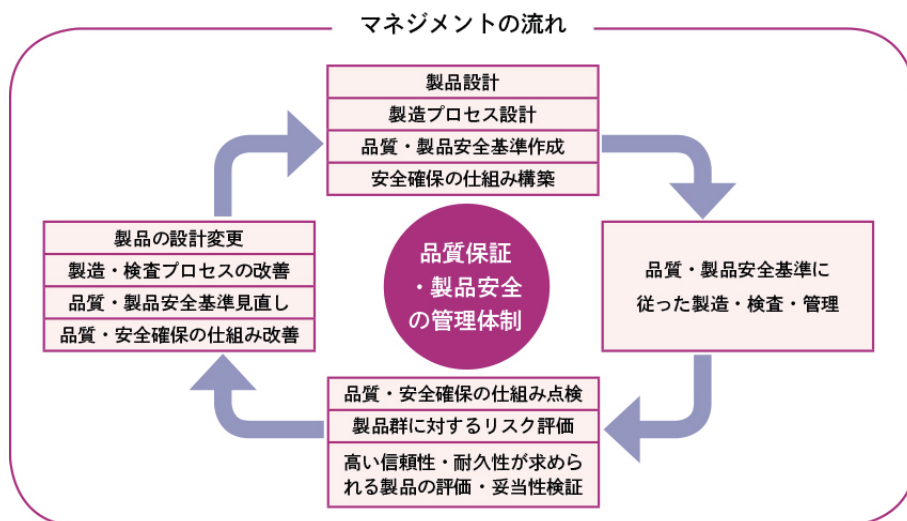 マネジメントの流れ
製品設計
製造プロセス設計
品質・製品安全基準作成
安全確保の仕組み構築
製品の設計変更
製造・検査プロセスの改善
品質・製品安全基準見直し
品質・安全確保の仕組み改善
品質保証
・製品安全
の管理体制
品質・製品安全基準に
従った製造・検査・管理
品質・安全確保の仕組み点検
製品群に対するリスク評価
高い信頼性・耐久性が求めら
れる製品の評価・妥当性検証